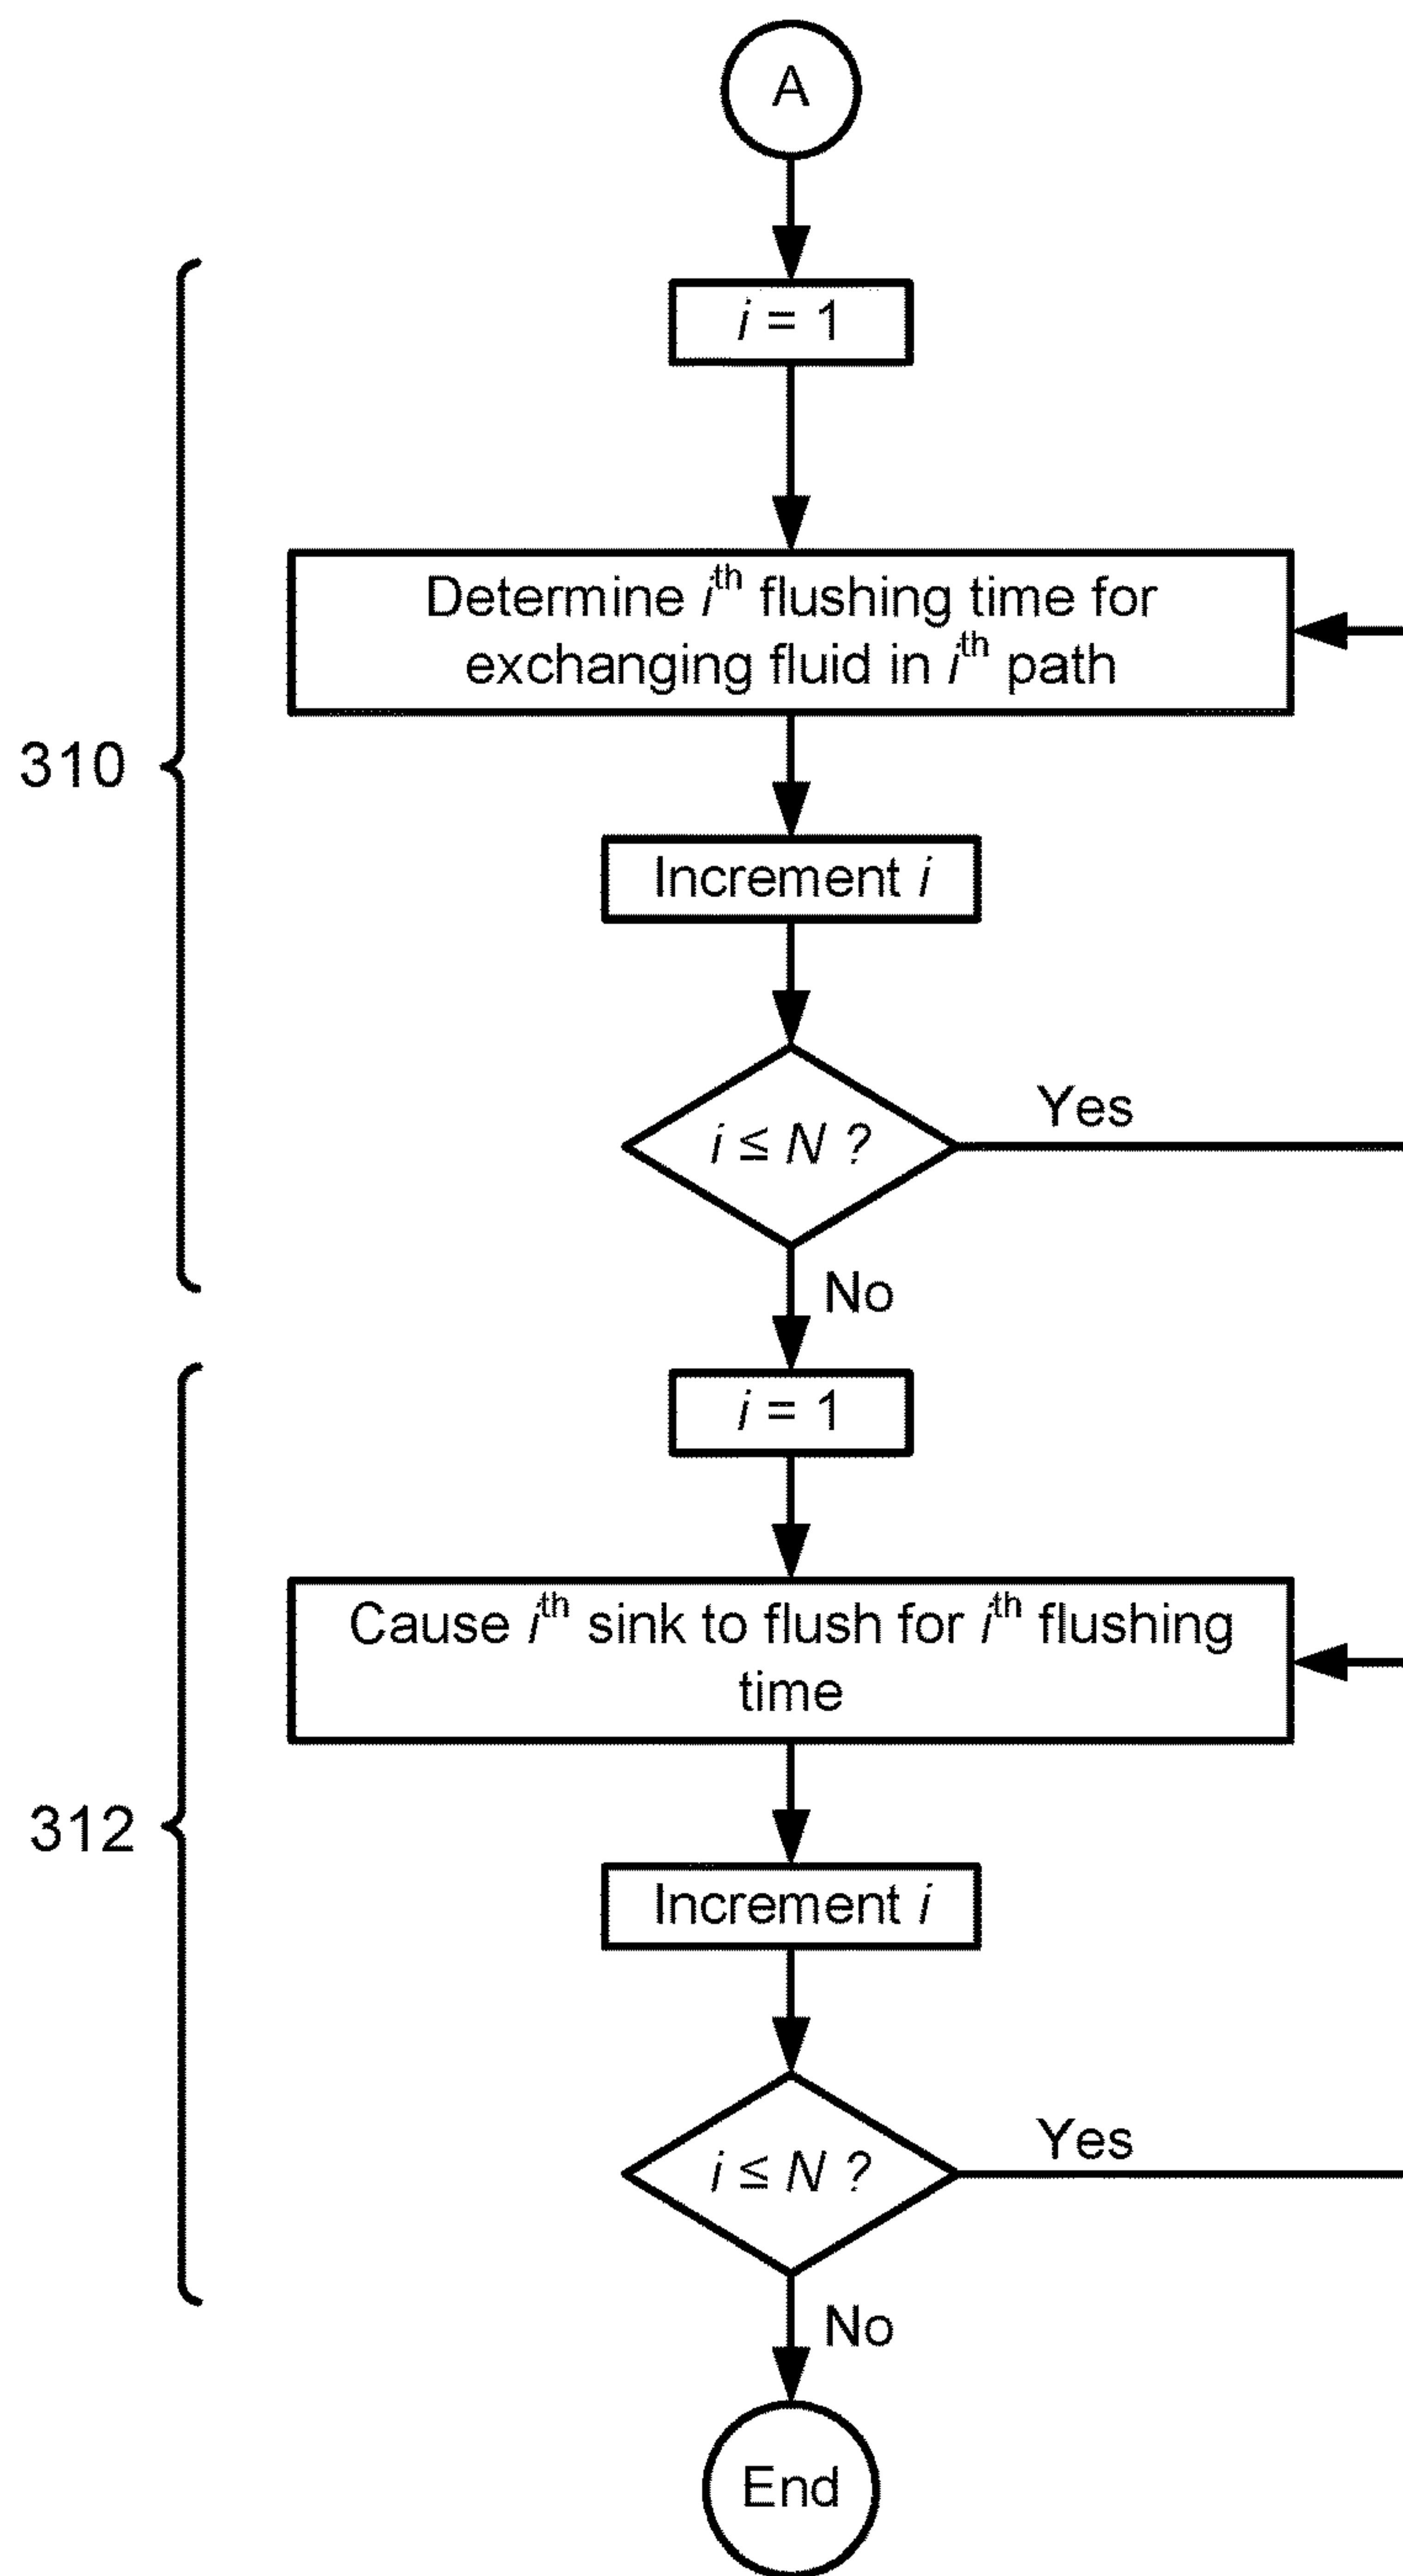 A
i = 1
Determine iᵗʰ flushing time for
exchanging fluid in iᵗʰ path
310
Increment i
Yes
i ≤ N ?
No
i = 1
Cause iᵗʰ sink to flush for iᵗʰ flushing
time
312
Increment i
Yes
i ≤ N ?
No
End